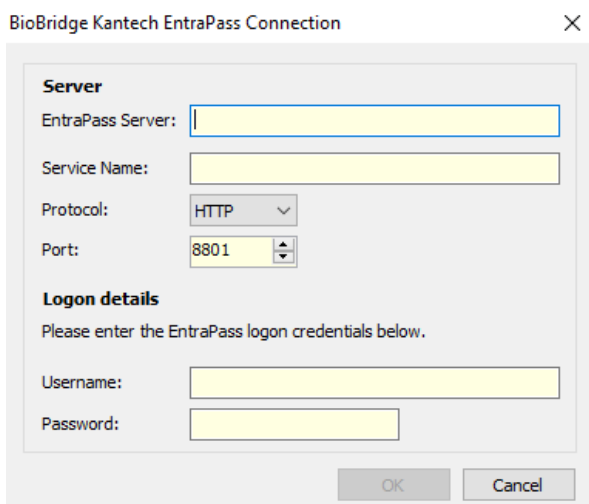 BioBridge Kantech EntraPass Connection
Server
EntraPass Server:
Service Name:
Protocol: HTTP
Port: 8801
Logon details
Please enter the EntraPass logon credentials below.
Username:
Password:
OK Cancel